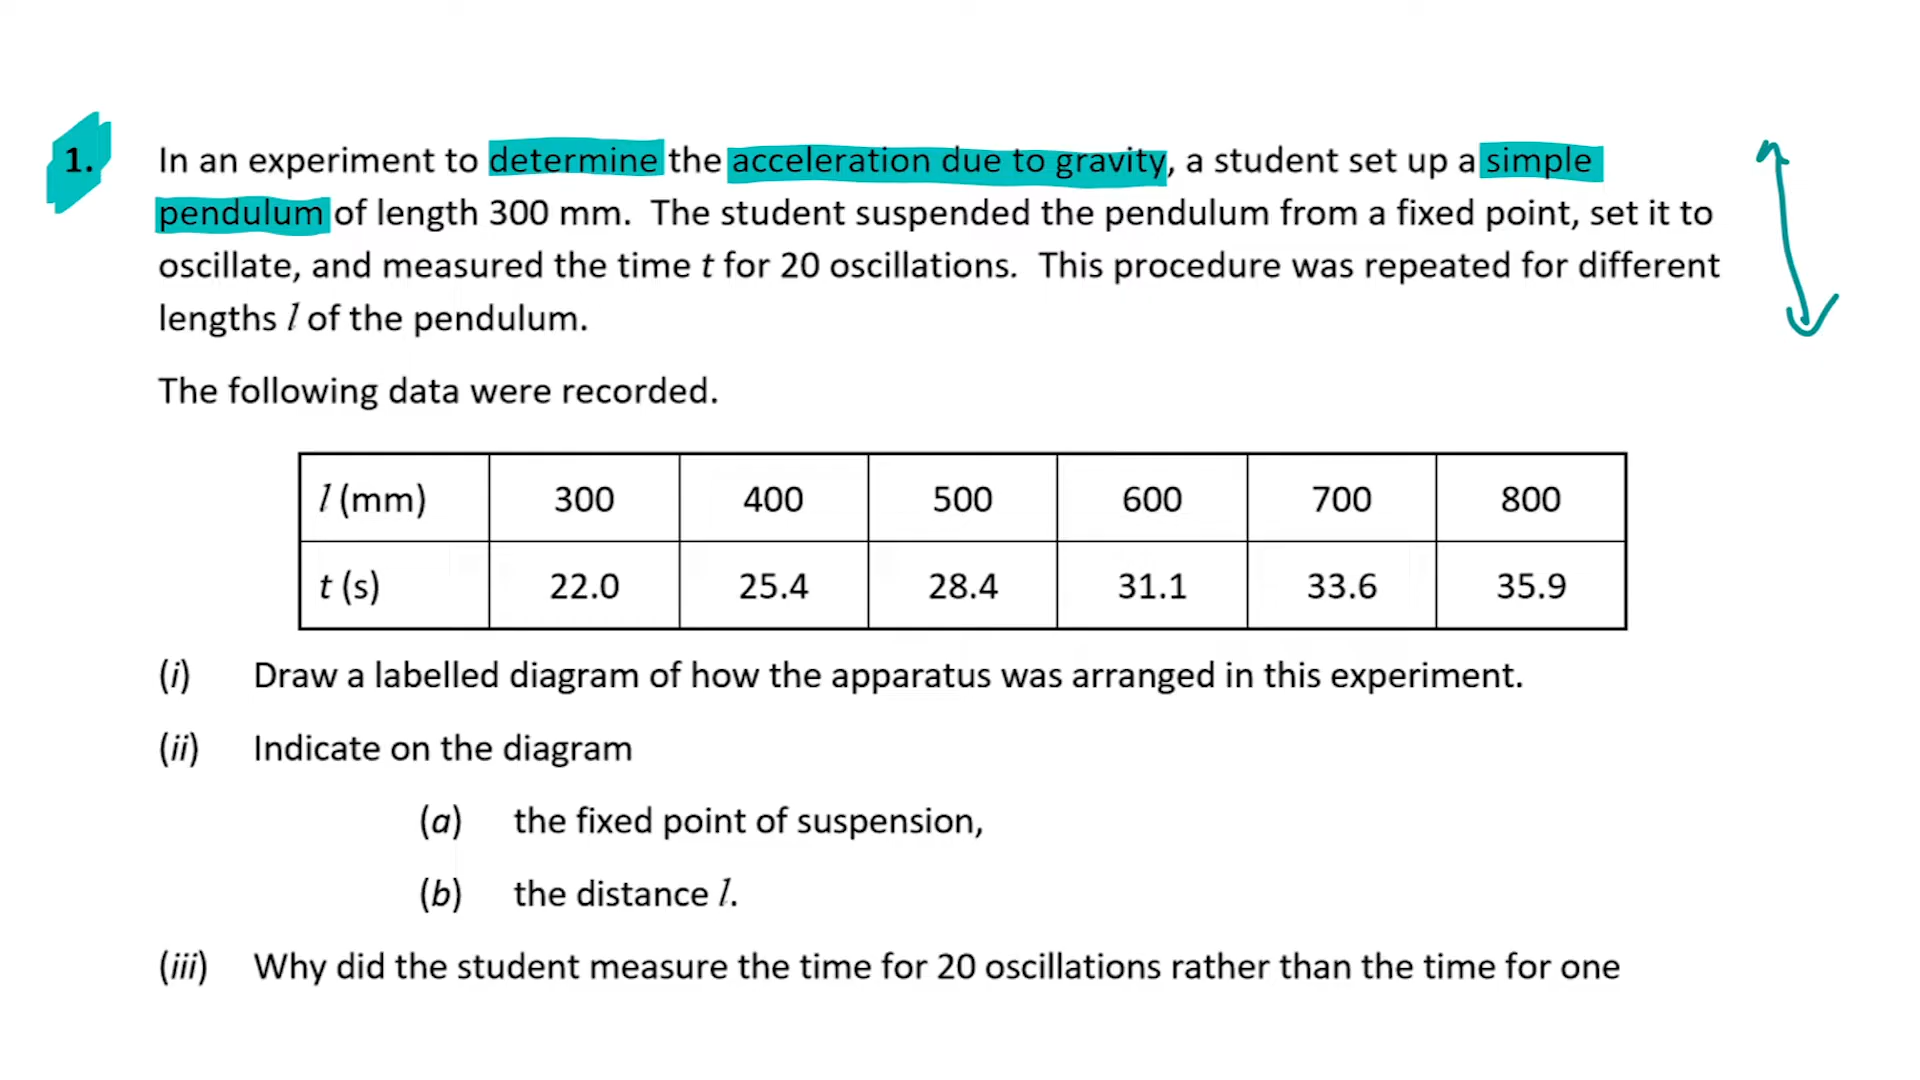 1. In an experiment to determine the acceleration due to gravity, a student set up a simple
pendulum of length 300 mm. The student suspended the pendulum from a fixed point, set it to
oscillate, and measured the time t for 20 oscillations. This procedure was repeated for different
lengths l of the pendulum.
The following data were recorded.
l (mm) 300 400 500 600 700 800
t (s) 22.0 25.4 28.4 31.1 33.6 35.9
(i) Draw a labelled diagram of how the apparatus was arranged in this experiment.
(ii) Indicate on the diagram
(a) the fixed point of suspension,
(b) the distance l.
(iii) Why did the student measure the time for 20 oscillations rather than the time for one